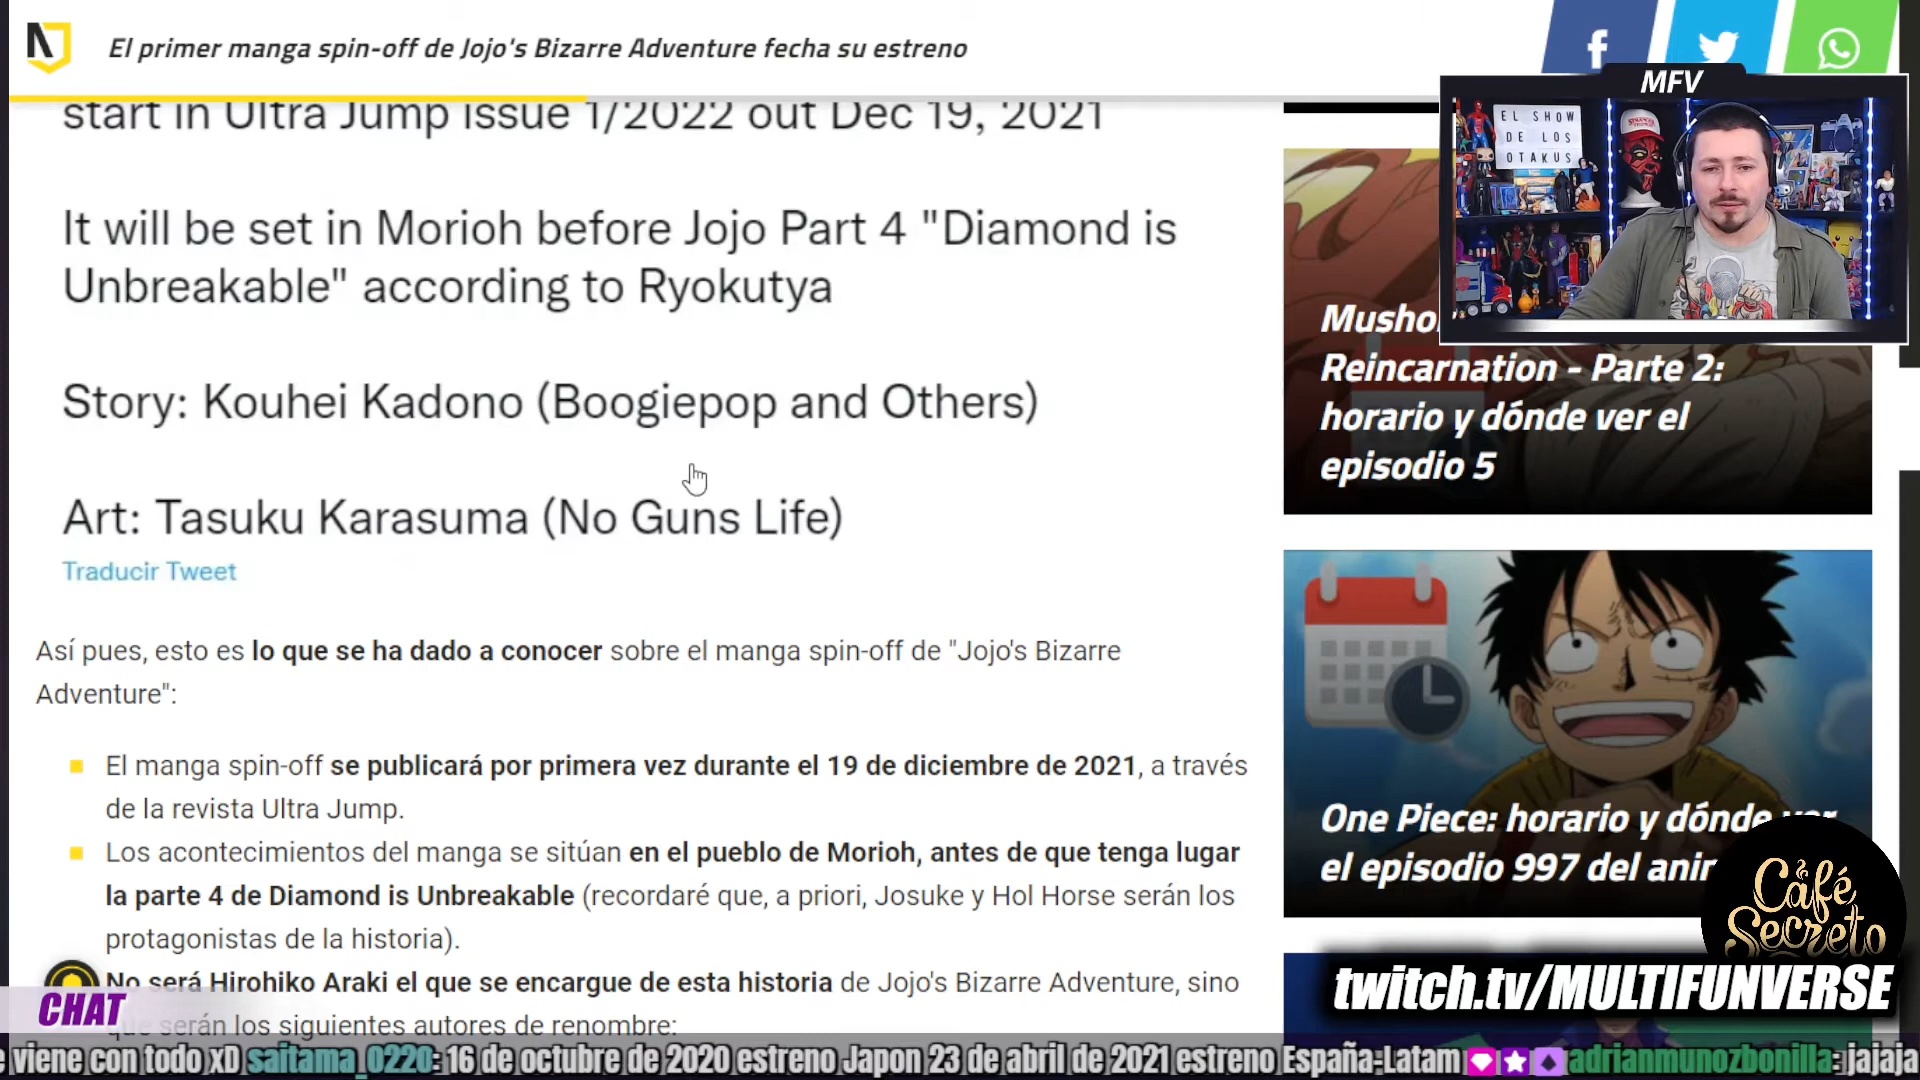 El primer manga spin-off de Jojo's Bizarre Adventure fecha su estreno
start in Ultra Jump issue 1/2022 out Dec 19, 2021
It will be set in Morioh before Jojo Part 4 "Diamond is
Unbreakable" according to Ryokutya
Story: Kouhei Kadono (Boogiepop and Others)
Art: Tasuku Karasuma (No Guns Life)
Traducir Tweet
Así pues, esto es lo que se ha dado a conocer sobre el manga spin-off de "Jojo's Bizarre
Adventure":
El manga spin-off se publicará por primera vez durante el 19 de diciembre de 2021, a través
de la revista Ultra Jump.
Los acontecimientos del manga se sitúan en el pueblo de Morioh, antes de que tenga lugar
la parte 4 de Diamond is Unbreakable (recordaré que, a priori, Josuke y Hol Horse serán los
protagonistas de la historia).
No será Hirohiko Araki el que se encargue de esta historia de Jojo's Bizarre Adventure, sino
que serán los siguientes autores de renombre:
MFV
EL SHOW
DE LOS
OTAKUS
Reincarnation - Parte 2:
horario y dónde ver el
episodio 5
One Piece: horario y dónde
el episodio 997 del
Café
Secreto
twitch.tv/MULTIFUNVERSE
CHAT
e viene con todo xD saitama_0220: 16 de octubre de 2020 estreno Japon 23 de abril de 2021 estreno España-Latam adrianmunozbonilla: jajaja